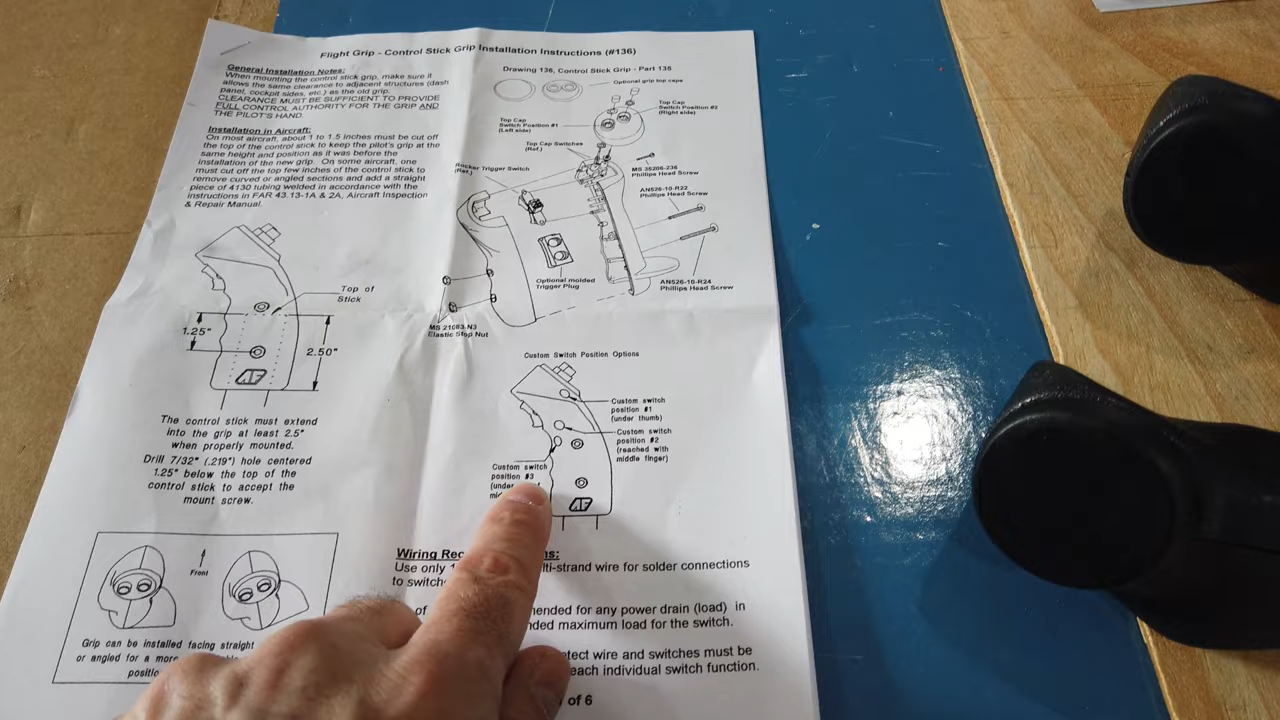 Flight Grip - Control Stick Grip Installation Instructions (#136)
General Installation Notes:
When mounting the control stick grip, make sure it
allows the same clearance to adjacent structures (dash
panel, cockpit sides, etc.) as the old grip.
CLEARANCE MUST BE SUFFICIENT TO PROVIDE
FULL CONTROL AUTHORITY FOR THE GRIP AND
THE PILOT'S HAND.
Installation in Aircraft:
On most aircraft, about 1 to 1.5 inches must be cut off
the top of the control stick to keep the pilot's grip at the
same height and position as it was before the
installation of the new grip. On some aircraft, one
must cut off the top few inches of the control stick to
remove curved or angled sections and add a straight
piece of 4130 tubing welded in accordance with the
instructions in FAR 43.13-1A & 2A, Aircraft Inspection
& Repair Manual.
Top of
Stick
1.25"
2.50"
AF
The control stick must extend
into the grip at least 2.5"
when properly mounted.
Drill 7/32" (.219") hole centered
1.25" below the top of the
control stick to accept the
mount screw.
Front
Grip can be installed facing straight
or angled for a more
Drawing 136, Control Stick Grip - Part 135
Optional grip top caps
Top Cap
Switch Position #2
(Right side)
Top Cap
Switch Position #1
(Left side)
Top Cap Switches
(Ref.)
Rocker Trigger Switch
(Ref.)
MS 35206-236
Phillips Head Screw
AN526-10-R22
Phillips Head Screw
Optional molded
Trigger Plug
AN526-10-R24
Phillips Head Screw
MS 21083-N3
Elastic Stop Nut
Custom Switch Position Options
Custom switch
position #1
(under thumb)
Custom switch
position #2
(reached with
middle finger)
Custom switch
position #3
(under
AF
Wiring
Use only
wire for solder connections
to
of
for any power drain (load) in
maximum load for the switch.
wire and switches must be
each individual switch function.
of 6